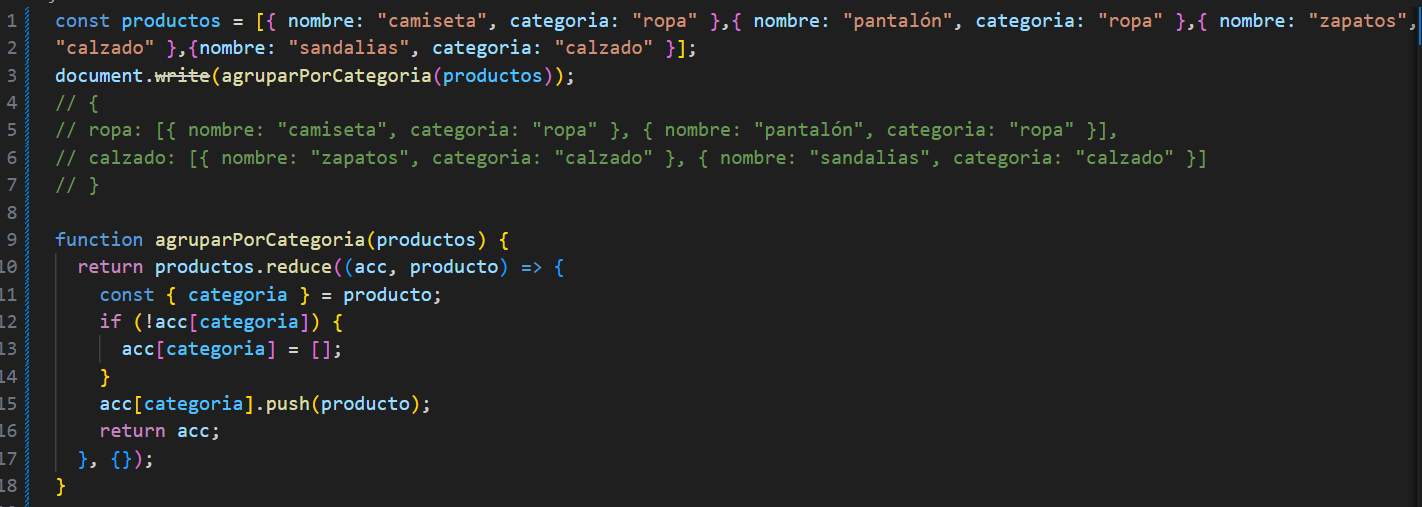 1 const productos = [{ nombre: "camiseta", categoria: "ropa" },{ nombre: "pantalón", categoria: "ropa" },{ nombre: "zapatos",
2 "calzado" },{nombre: "sandalias", categoria: "calzado" }];
3 document.write(agruparPorCategoria(productos));
4 // {
5 // ropa: [{ nombre: "camiseta", categoria: "ropa" }, { nombre: "pantalón", categoria: "ropa" }],
6 // calzado: [{ nombre: "zapatos", categoria: "calzado" }, { nombre: "sandalias", categoria: "calzado" }]
7 // }
8
9 function agruparPorCategoria(productos) {
10 return productos.reduce((acc, producto) => {
11 const { categoria } = producto;
12 if (!acc[categoria]) {
13 acc[categoria] = [];
14 }
15 acc[categoria].push(producto);
16 return acc;
17 }, {});
18 }